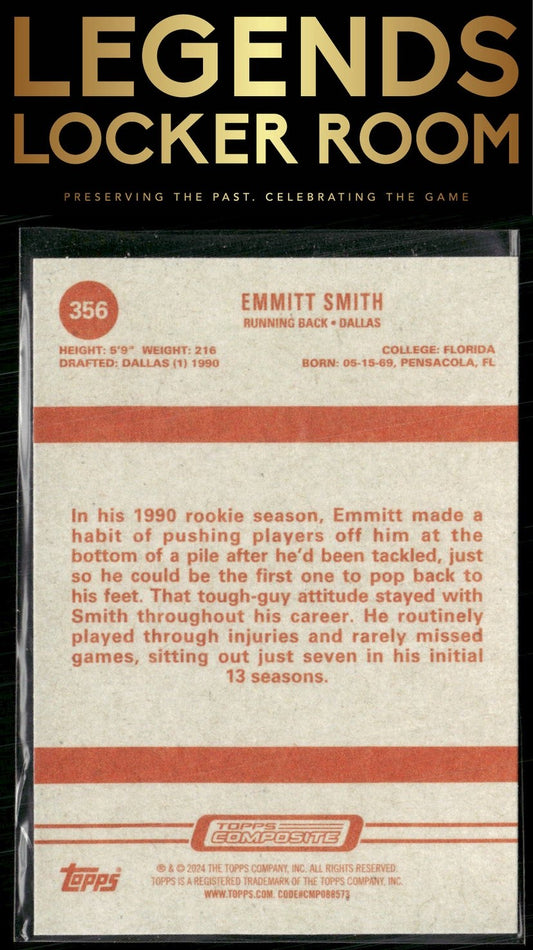 LEGENDS
LOCKER ROOM
PRESERVING THE PAST. CELEBRATING THE GAME
356
EMMITT SMITH
RUNNING BACK • DALLAS
HEIGHT: 5'9" WEIGHT: 216
DRAFTED: DALLAS (1) 1990
COLLEGE: FLORIDA
BORN: 05-15-69, PENSACOLA, FL
In his 1990 rookie season, Emmitt made a
habit of pushing players off him at the
bottom of a pile after he'd been tackled, just
so he could be the first one to pop back to
his feet. That tough-guy attitude stayed with
Smith throughout his career. He routinely
played through injuries and rarely missed
games, sitting out just seven in his initial
13 seasons.
TOPPS
COMPOSITE
Topps
® & © 2024 THE TOPPS COMPANY, INC. ALL RIGHTS RESERVED.
TOPPS IS A REGISTERED TRADEMARK OF THE TOPPS COMPANY, INC.
WWW.TOPPS.COM. CODE#CMP088573